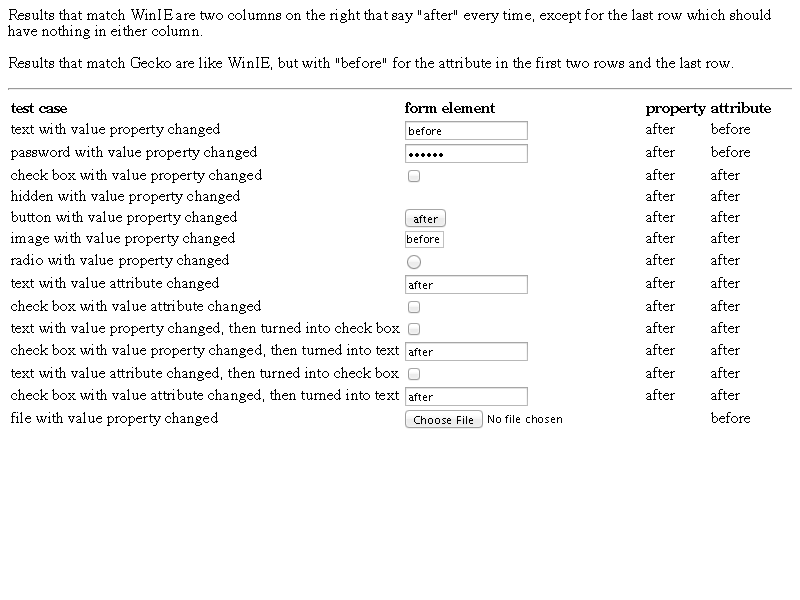 Results that match WinIE are two columns on the right that say "after" every time, except for the last row which should
have nothing in either column.
Results that match Gecko are like WinIE, but with "before" for the attribute in the first two rows and the last row.
test case form element property attribute
text with value property changed before after before
password with value property changed •••••• after before
check box with value property changed after after
hidden with value property changed after after
button with value property changed after after after
image with value property changed before after after
radio with value property changed after after
text with value attribute changed after after after
check box with value attribute changed after after
text with value property changed, then turned into check box after after
check box with value property changed, then turned into text after after after
text with value attribute changed, then turned into check box after after
check box with value attribute changed, then turned into text after after after
file with value property changed Choose File No file chosen before